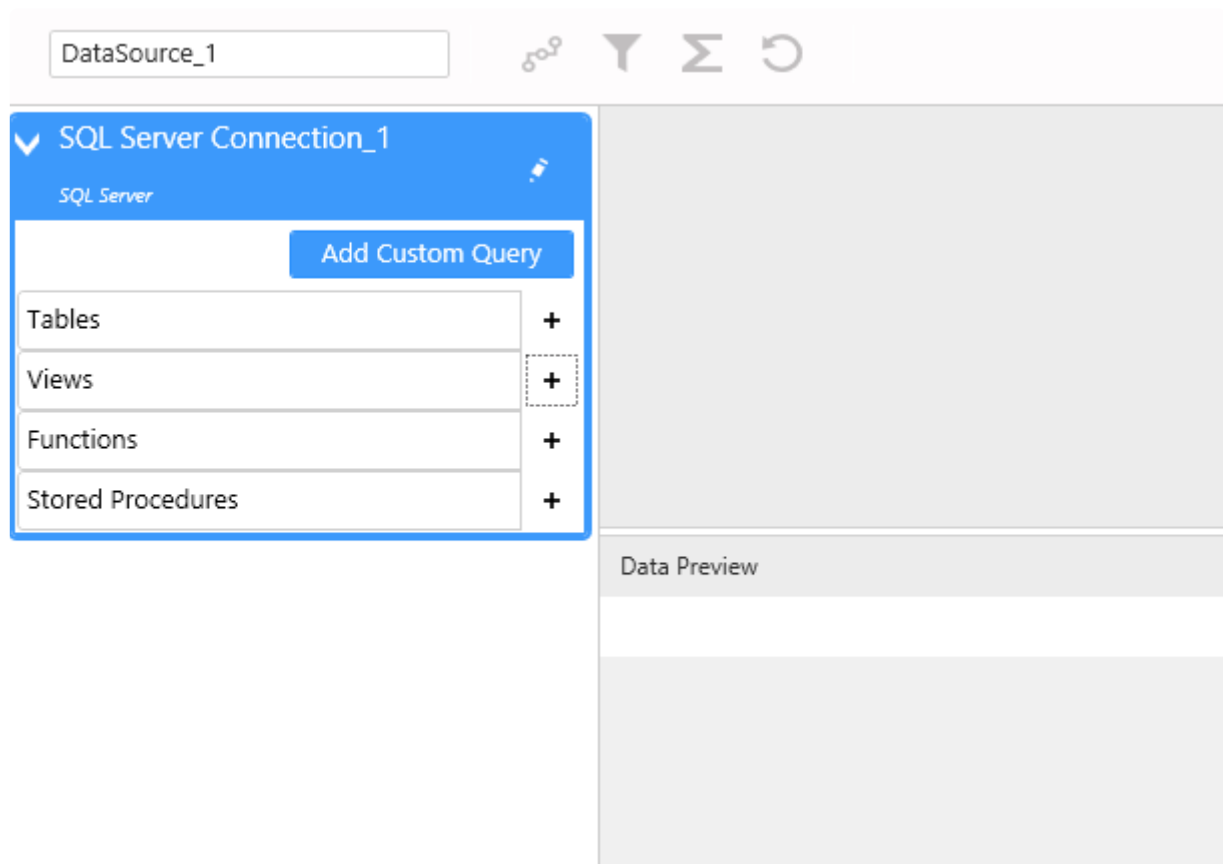 DataSource_1
SQL Server Connection_1
SQL Server
Add Custom Query
Tables
Views
Functions
Stored Procedures
Data Preview